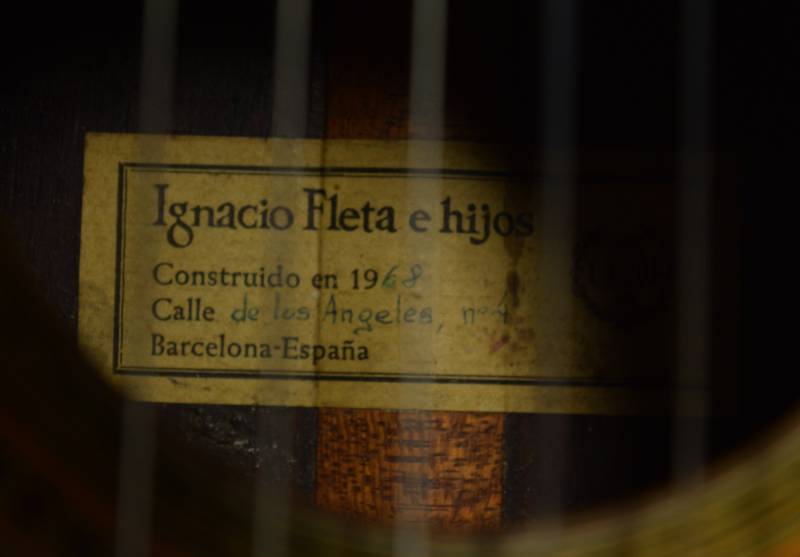 Ignacio Fleta e hijos
Construido en 1968
Calle de los Angeles, nº 4
Barcelona-España